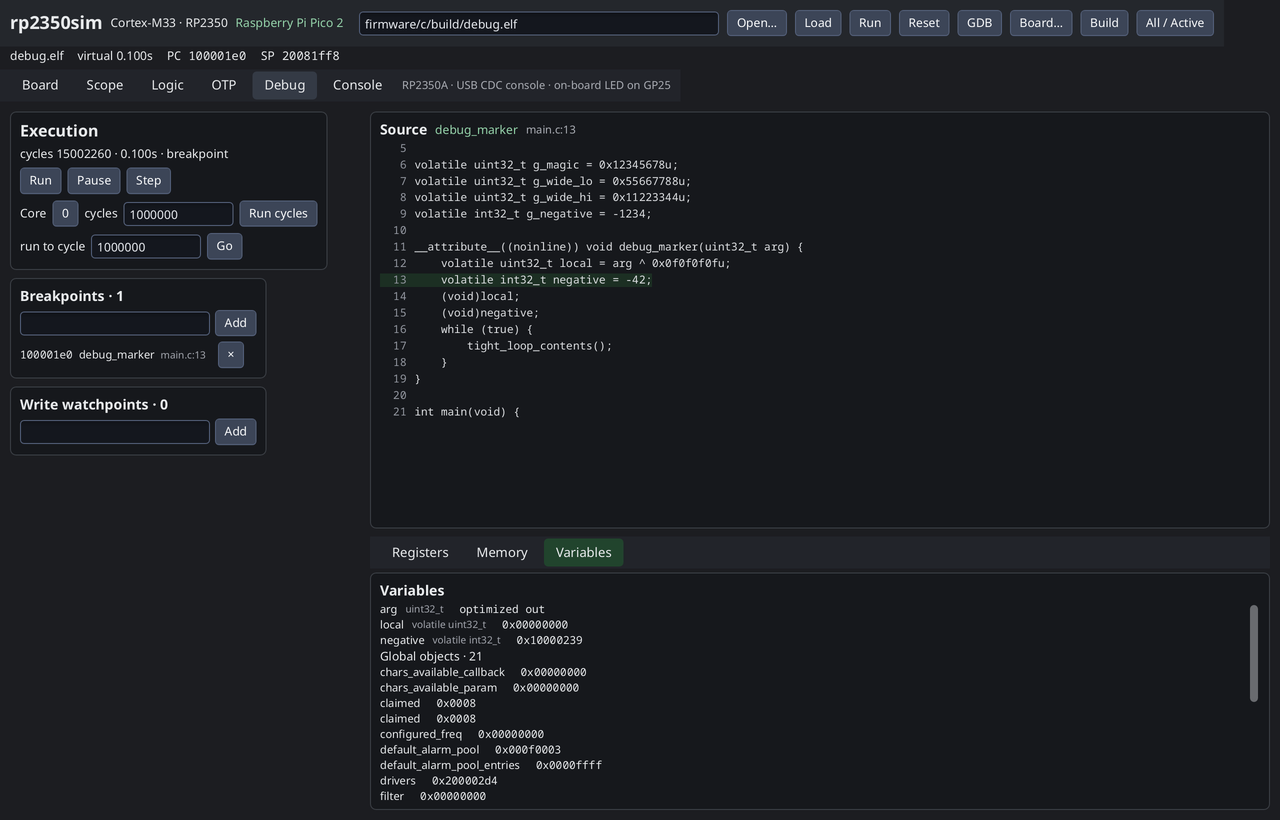 rp2350sim Cortex-M33 · RP2350 Raspberry Pi Pico 2 firmware/c/build/debug.elf Open... Load Run Reset GDB Board... Build All / Active
debug.elf virtual 0.100s PC 100001e0 SP 20081ff8
Board Scope Logic OTP Debug Console RP2350A · USB CDC console · on-board LED on GP25
Execution
cycles 15002260 · 0.100s · breakpoint
Run Pause Step
Core 0 cycles 1000000 Run cycles
run to cycle 1000000 Go
Breakpoints · 1
Add
100001e0 debug_marker main.c:13 ×
Write watchpoints · 0
Add
Source debug_marker main.c:13
5
6 volatile uint32_t g_magic = 0x12345678u;
7 volatile uint32_t g_wide_lo = 0x55667788u;
8 volatile uint32_t g_wide_hi = 0x11223344u;
9 volatile int32_t g_negative = -1234;
10
11 __attribute__((noinline)) void debug_marker(uint32_t arg) {
12     volatile uint32_t local = arg ^ 0x0f0f0f0fu;
13     volatile int32_t negative = -42;
14     (void)local;
15     (void)negative;
16     while (true) {
17         tight_loop_contents();
18     }
19 }
20
21 int main(void) {
Registers Memory Variables
Variables
arg uint32_t optimized out
local volatile uint32_t 0x00000000
negative volatile int32_t 0x10000239
Global objects · 21
chars_available_callback 0x00000000
chars_available_param 0x00000000
claimed 0x0008
claimed 0x0008
configured_freq 0x00000000
default_alarm_pool 0x000f0003
default_alarm_pool_entries 0x0000ffff
drivers 0x200002d4
filter 0x00000000